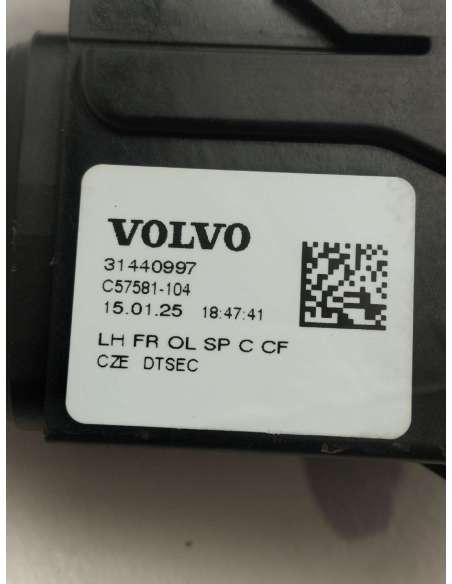 VOLVO
31440997
C57581-104
15.01.25 18:47:41
LH FR OL SP C CF
CZE DTSEC